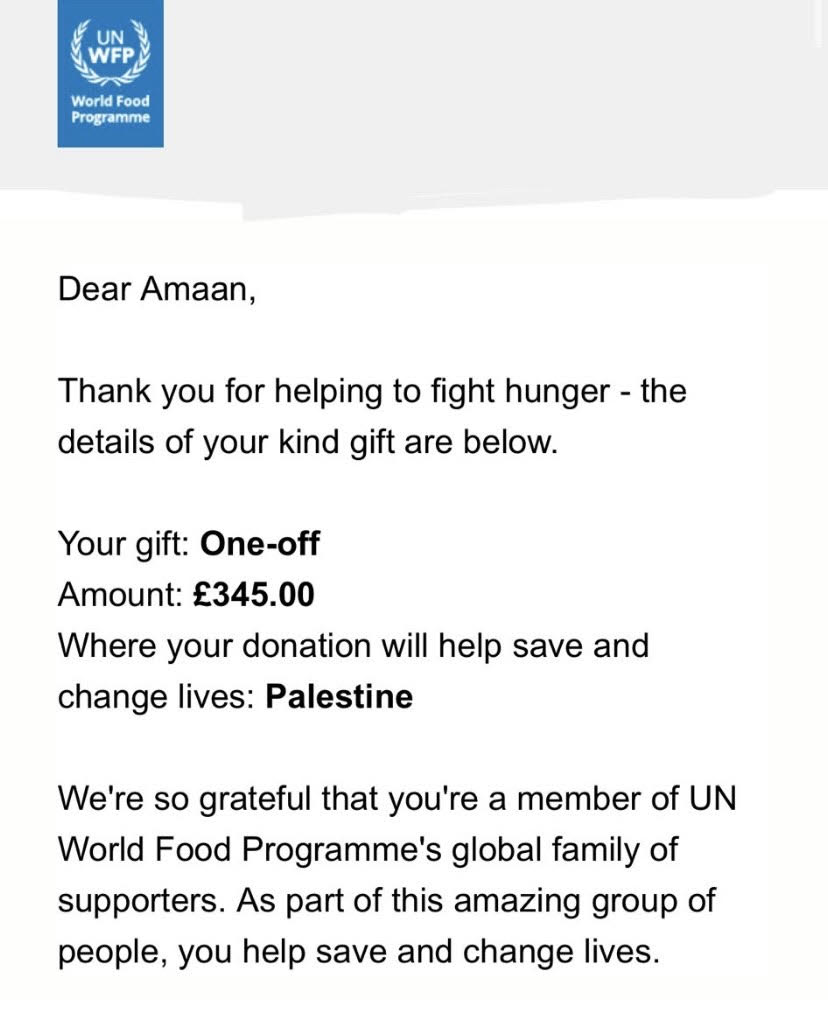 UN
WFP
World Food
Programme
Dear Amaan,
Thank you for helping to fight hunger - the
details of your kind gift are below.
Your gift: One-off
Amount: £345.00
Where your donation will help save and
change lives: Palestine
We're so grateful that you're a member of UN
World Food Programme's global family of
supporters. As part of this amazing group of
people, you help save and change lives.